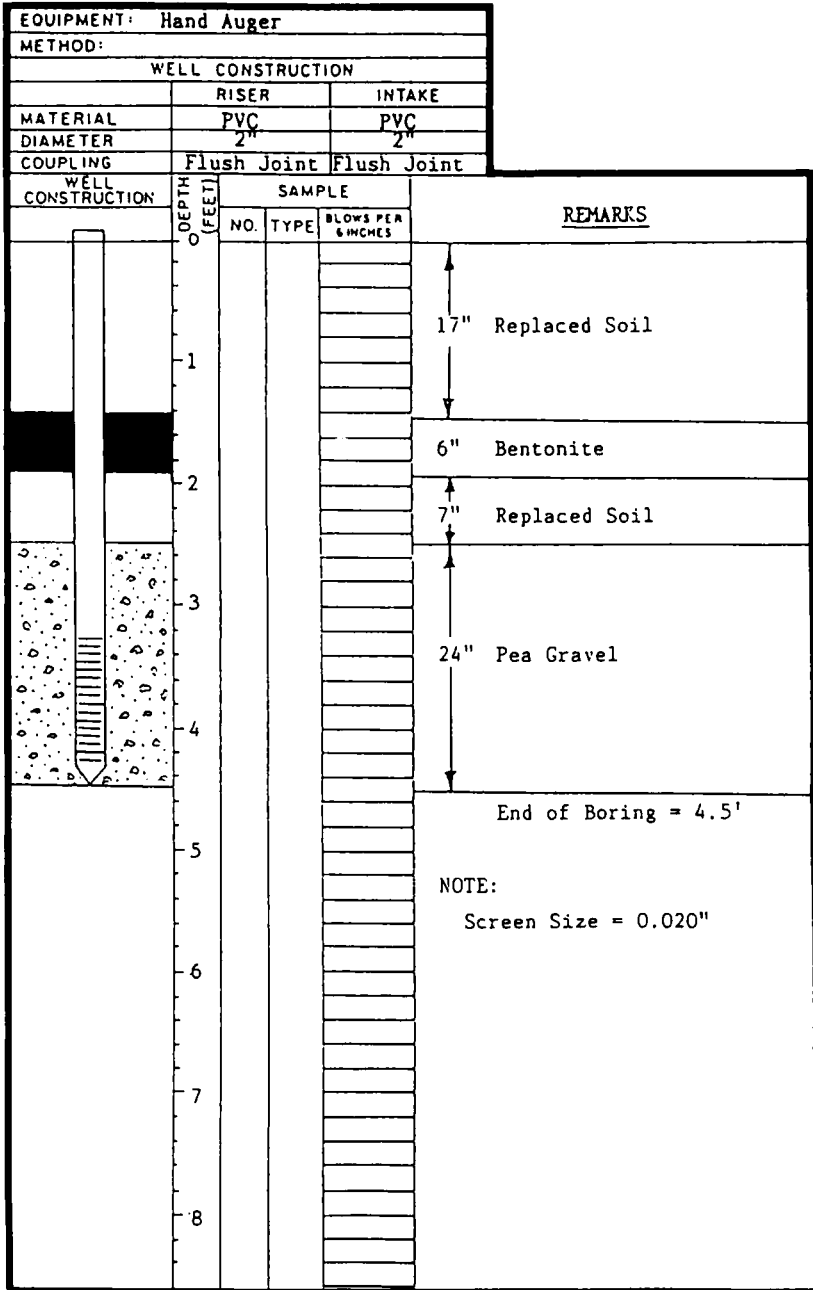 EQUIPMENT: Hand Auger
METHOD:
WELL CONSTRUCTION
RISER INTAKE
MATERIAL PVC PVC
DIAMETER 2" 2"
COUPLING Flush Joint Flush Joint
WELL CONSTRUCTION
DEPTH (FEET)
SAMPLE
NO. TYPE BLOWS PER 6 INCHES
REMARKS
0
17" Replaced Soil
1
6" Bentonite
2
7" Replaced Soil
3
24" Pea Gravel
4
End of Boring = 4.5'
5
NOTE:
Screen Size = 0.020"
6
7
8